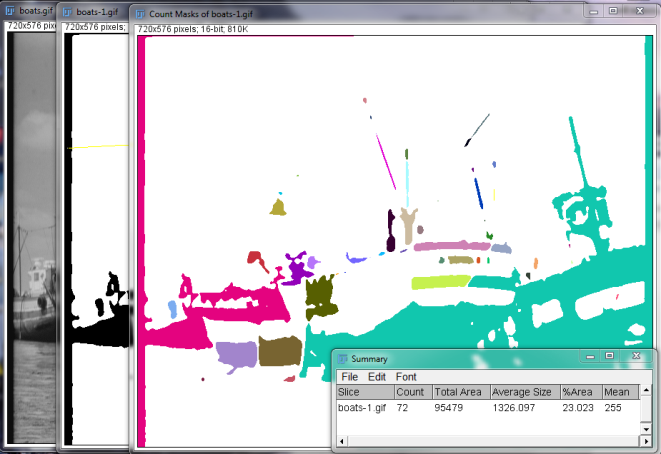 boats.gif
boats-1.gif
Count Masks of boats-1.gif
720x576 pixe
720x576 pixels;
720x576 pixels; 16-bit; 810K
Summary
File Edit Font
Slice Count Total Area Average Size %Area Mean
boats-1.gif 72 95479 1326.097 23.023 255